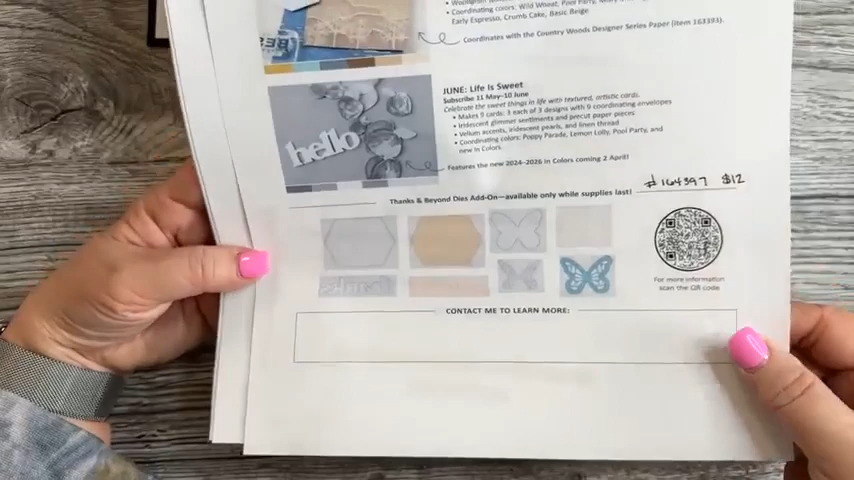 Coordinating colors: Wild Wheat, Pool Party,
Early Espresso, Crumb Cake, Basic Beige
Coordinates with the Country Woods Designer Series Paper (item 163393).
JUNE: Life Is Sweet
Subscribe 11 May–10 June
Celebrate the sweet things in life with textured, artistic cards.
• Makes 9 cards: 3 each of 3 designs with 9 coordinating envelopes
• Iridescent glimmer sentiments and precut paper pieces
• Vellum accents, iridescent pearls, and linen thread
• Coordinating colors: Poppy Parade, Lemon Lolly, Pool Party, and
new In Colors.
Features the new 2024–2026 In Colors coming 2 April!
hello
#164397 $12
Thanks & Beyond Dies Add-On—available only while supplies last!
For more information
scan the QR code
CONTACT ME TO LEARN MORE: